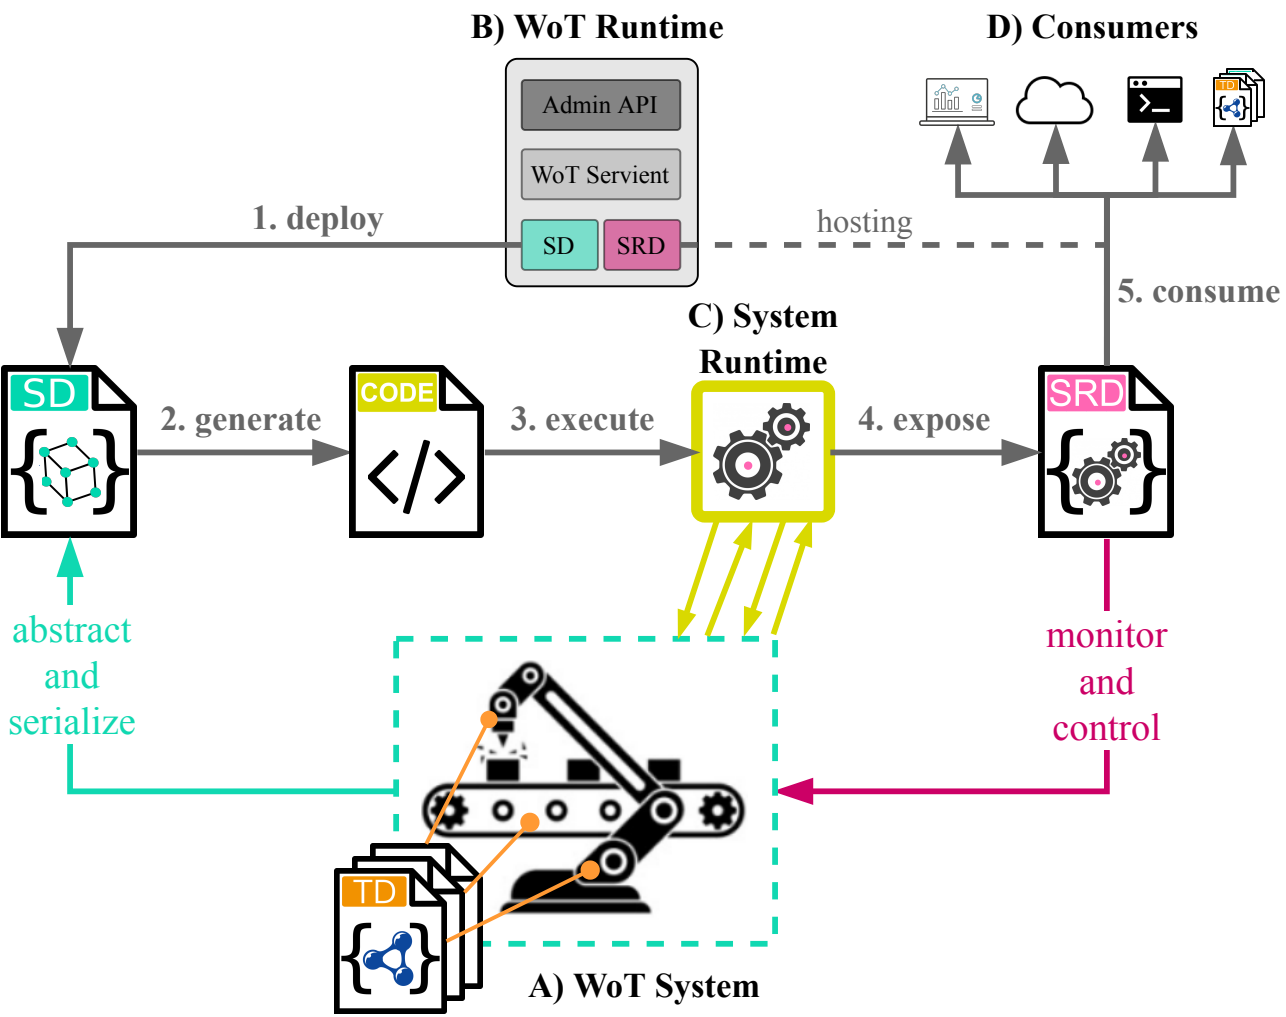 B) WoT Runtime
D) Consumers
Admin API
WoT Servient
SD
SRD
TD
1. deploy
hosting
5. consume
C) System
Runtime
SD
CODE
SRD
2. generate
3. execute
4. expose
</>
abstract
and
serialize
monitor
and
control
TD
A) WoT System